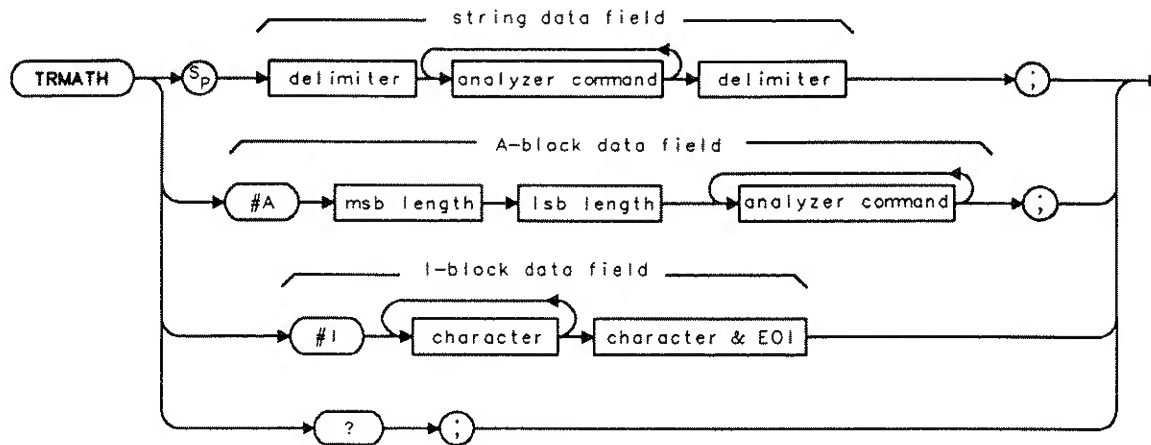 string data field
TRMATH Sp delimiter analyzer command delimiter ;
A-block data field
#A msb length lsb length analyzer command ;
I-block data field
#I character character & EOI
? ;